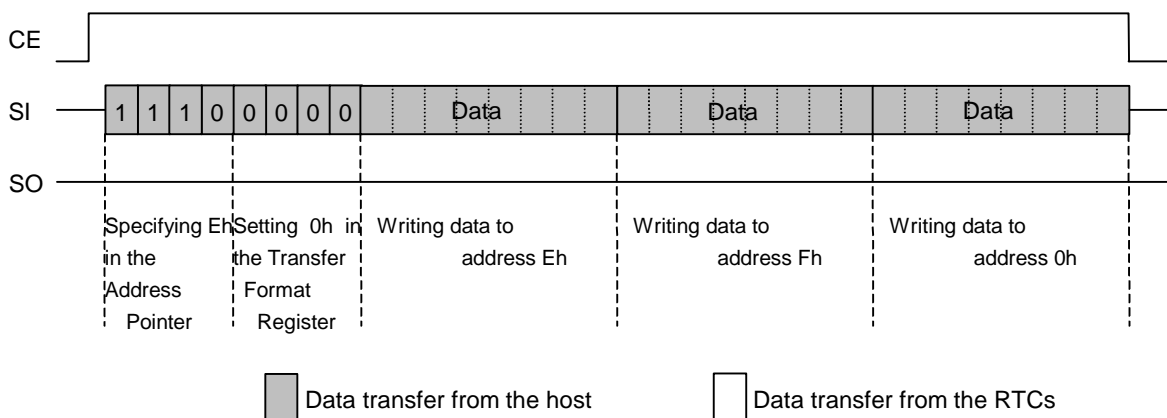 CE
SI 1 1 1 0 0 0 0 0 Data Data Data
SO
Specifying Eh
in the
Address
Pointer
Setting 0h in
the Transfer
Format
Register
Writing data to
address Eh
Writing data to
address Fh
Writing data to
address 0h
Data transfer from the host
Data transfer from the RTCs